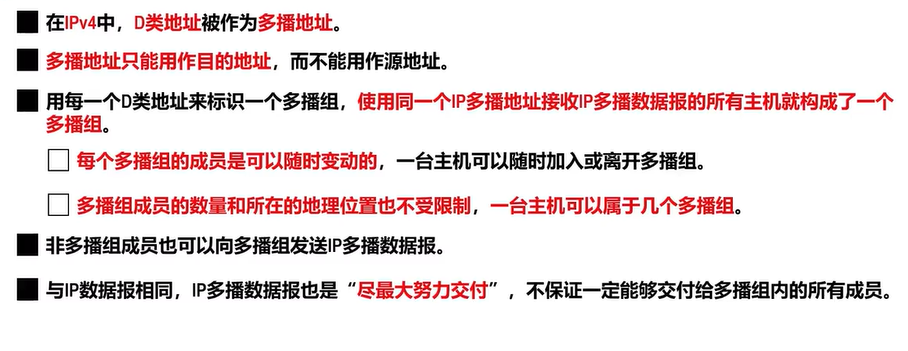 在IPv4中，D类地址被作为多播地址。
多播地址只能用作目的地址，而不能用作源地址。
用每一个D类地址来标识一个多播组，使用同一个IP多播地址接收IP多播数据报的所有主机就构成了一个
多播组。
每个多播组的成员是可以随时变动的，一台主机可以随时加入或离开多播组。
多播组成员的数量和所在的地理位置也不受限制，一台主机可以属于几个多播组。
非多播组成员也可以向多播组发送IP多播数据报。
与IP数据报相同，IP多播数据报也是“尽最大努力交付”，不保证一定能够交付给多播组内的所有成员。